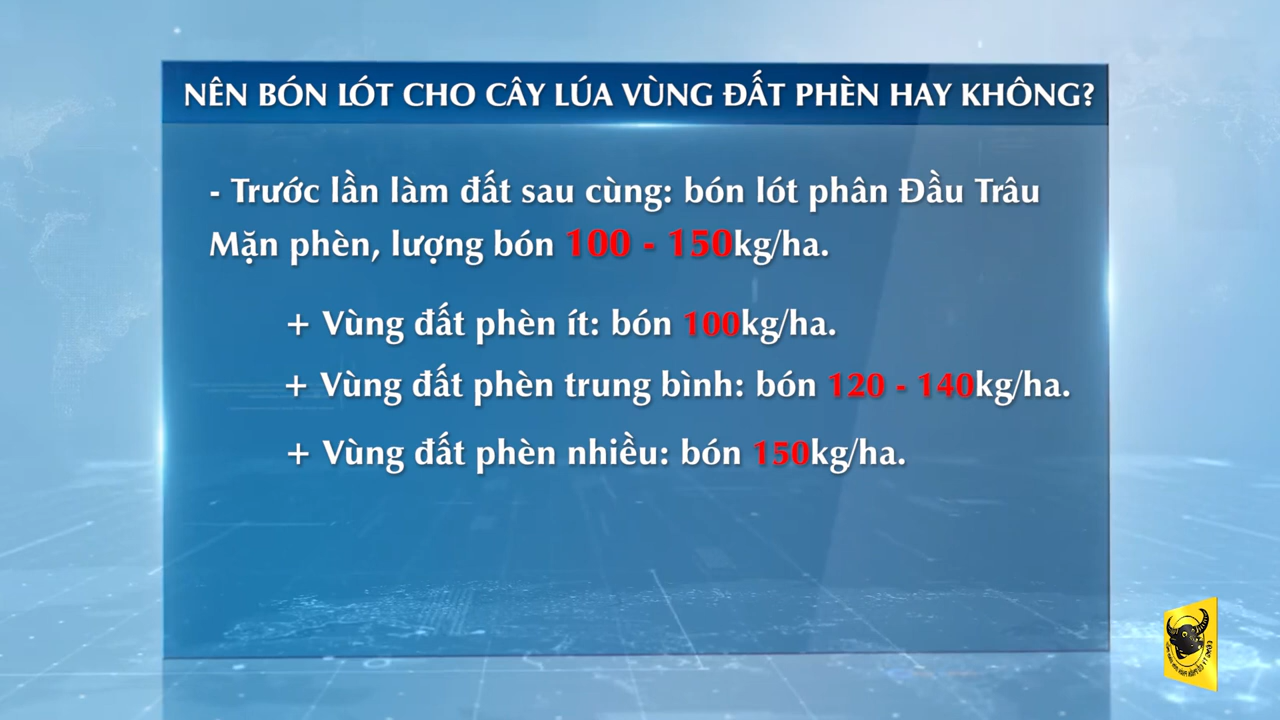 NÊN BÓN LÓT CHO CÂY LÚA VÙNG ĐẤT PHÈN HAY KHÔNG?
- Trước lần làm đất sau cùng: bón lót phân Đầu Trâu
Mặn phèn, lượng bón 100 - 150kg/ha.
+ Vùng đất phèn ít: bón 100kg/ha.
+ Vùng đất phèn trung bình: bón 120 - 140kg/ha.
+ Vùng đất phèn nhiều: bón 150kg/ha.